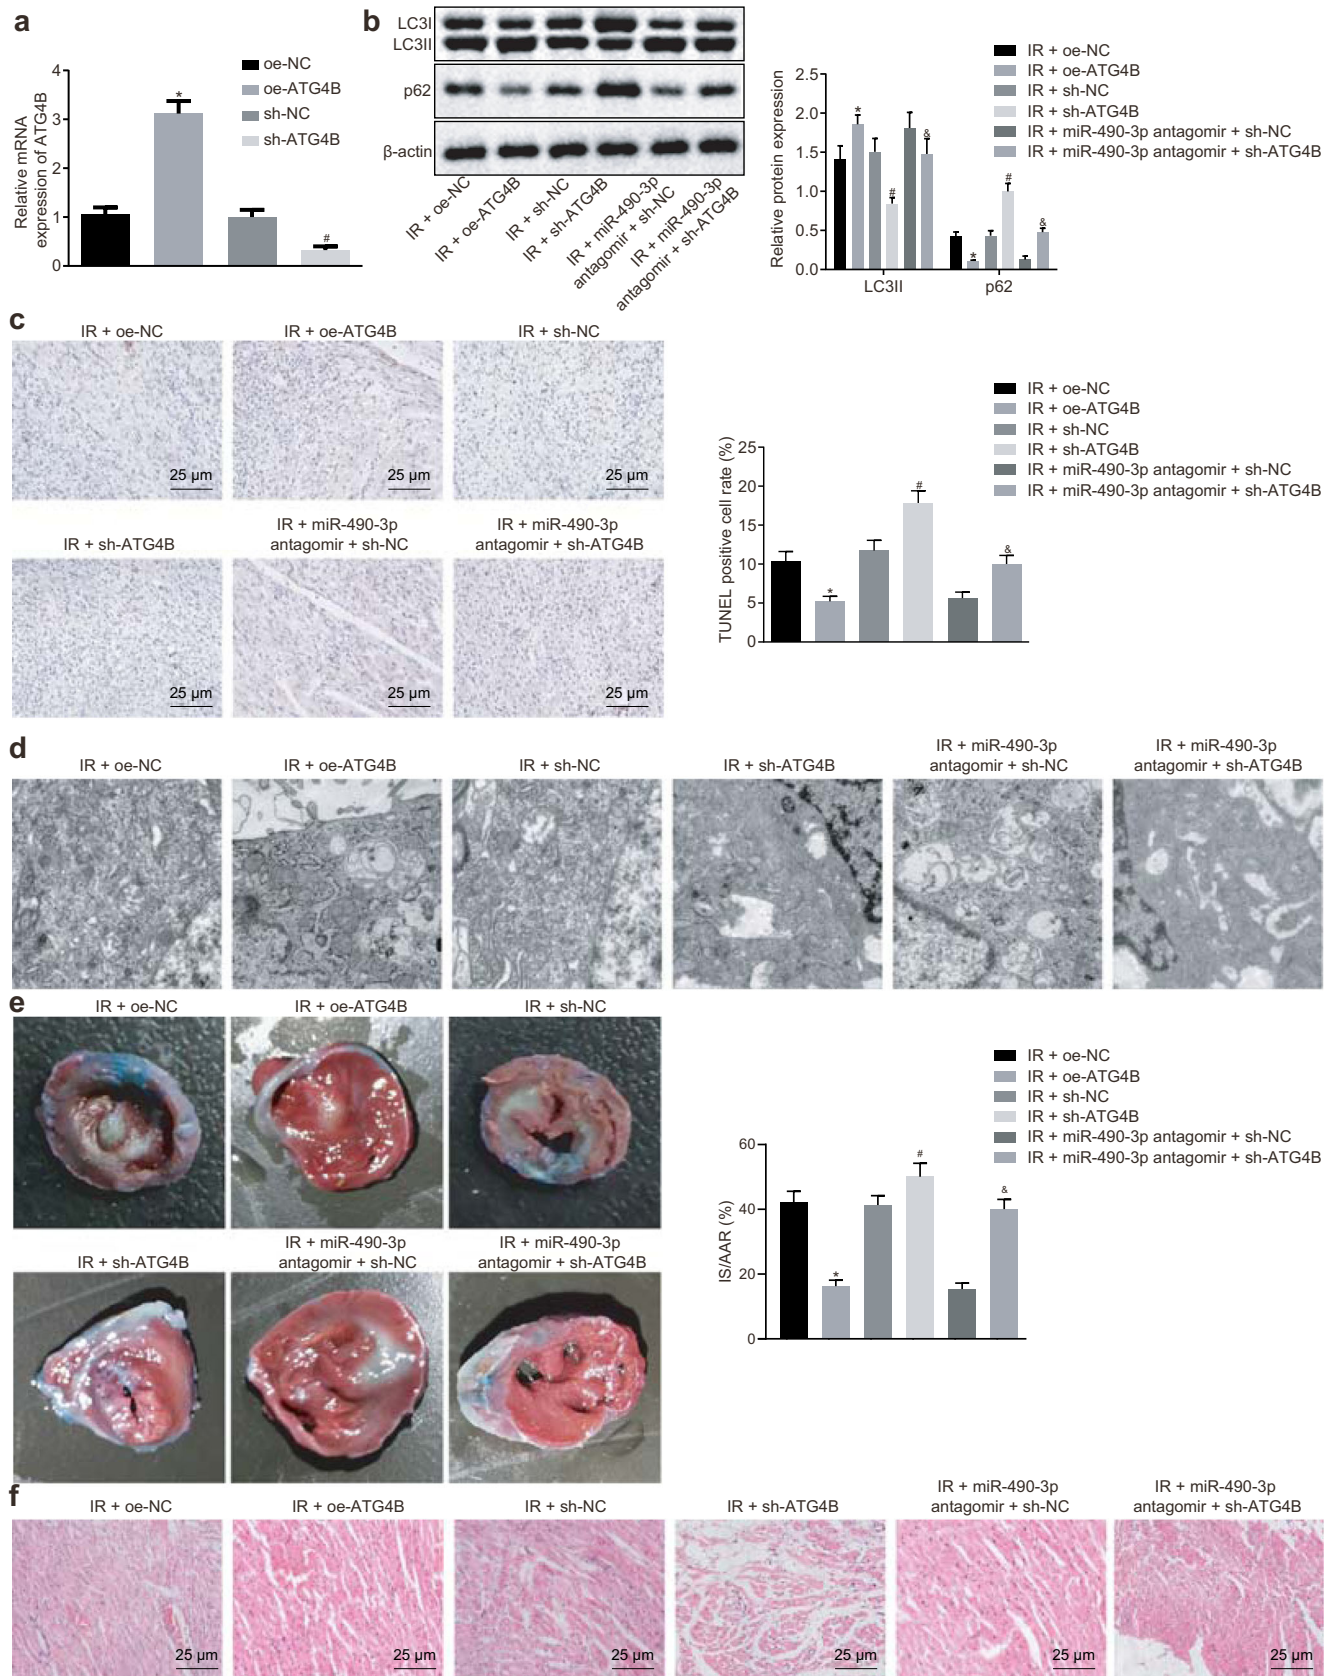 a
Relative mRNA
expression of ATG4B
4
3
2
1
0
*
#
oe-NC
oe-ATG4B
sh-NC
sh-ATG4B
b
LC3I
LC3II
p62
β-actin
IR + oe-NC
IR + oe-ATG4B
IR + sh-NC
IR + sh-ATG4B
IR + miR-490-3p
antagomir + sh-NC
IR + miR-490-3p
antagomir + sh-ATG4B
Relative protein expression
2.5
2.0
1.5
1.0
0.5
0.0
*
#
&
*
#
&
LC3II
p62
IR + oe-NC
IR + oe-ATG4B
IR + sh-NC
IR + sh-ATG4B
IR + miR-490-3p antagomir + sh-NC
IR + miR-490-3p antagomir + sh-ATG4B
c
IR + oe-NC
IR + oe-ATG4B
IR + sh-NC
25 µm
25 µm
25 µm
IR + sh-ATG4B
IR + miR-490-3p
antagomir + sh-NC
IR + miR-490-3p
antagomir + sh-ATG4B
25 µm
25 µm
25 µm
TUNEL positive cell rate (%)
25
20
15
10
5
0
*
#
&
IR + oe-NC
IR + oe-ATG4B
IR + sh-NC
IR + sh-ATG4B
IR + miR-490-3p antagomir + sh-NC
IR + miR-490-3p antagomir + sh-ATG4B
d
IR + oe-NC
IR + oe-ATG4B
IR + sh-NC
IR + sh-ATG4B
IR + miR-490-3p
antagomir + sh-NC
IR + miR-490-3p
antagomir + sh-ATG4B
e
IR + oe-NC
IR + oe-ATG4B
IR + sh-NC
IR + sh-ATG4B
IR + miR-490-3p
antagomir + sh-NC
IR + miR-490-3p
antagomir + sh-ATG4B
IS/AAR (%)
60
40
20
0
*
#
&
IR + oe-NC
IR + oe-ATG4B
IR + sh-NC
IR + sh-ATG4B
IR + miR-490-3p antagomir + sh-NC
IR + miR-490-3p antagomir + sh-ATG4B
f
IR + oe-NC
IR + oe-ATG4B
IR + sh-NC
IR + sh-ATG4B
IR + miR-490-3p
antagomir + sh-NC
IR + miR-490-3p
antagomir + sh-ATG4B
25 µm
25 µm
25 µm
25 µm
25 µm
25 µm